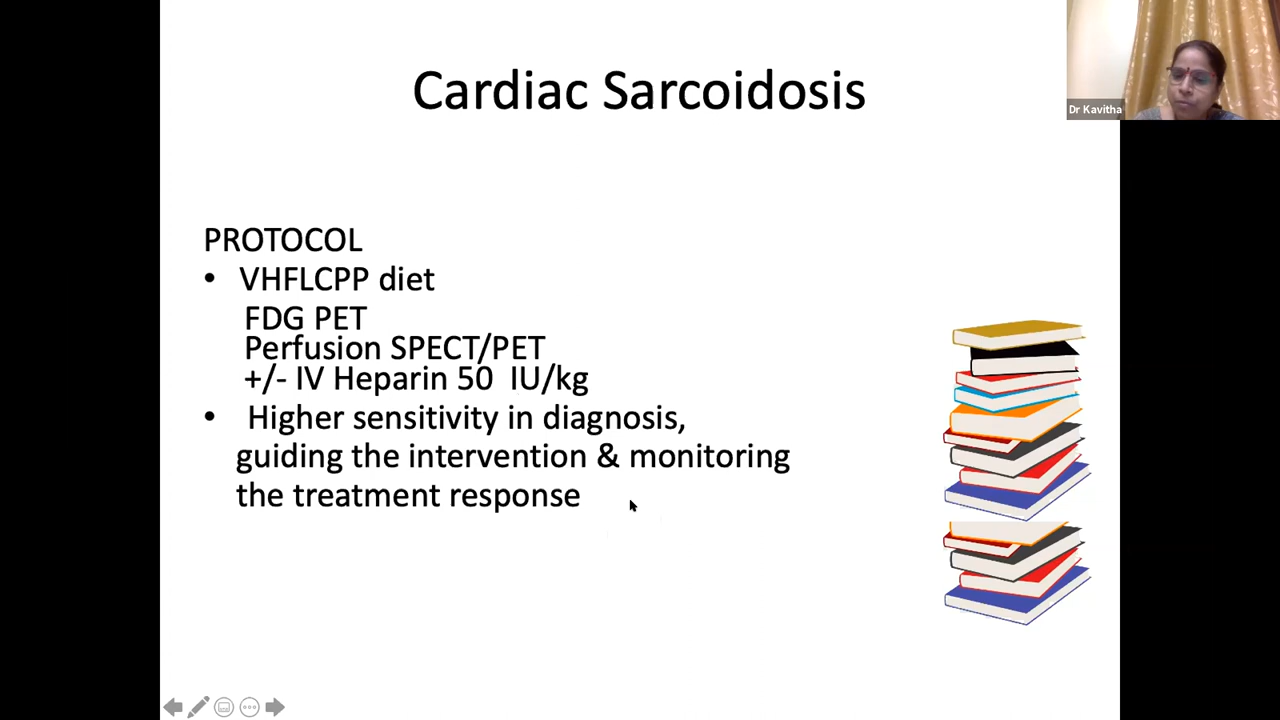 Cardiac Sarcoidosis
Dr Kavitha
PROTOCOL
• VHFLCPP diet
FDG PET
Perfusion SPECT/PET
+/- IV Heparin 50 IU/kg
• Higher sensitivity in diagnosis,
guiding the intervention & monitoring
the treatment response